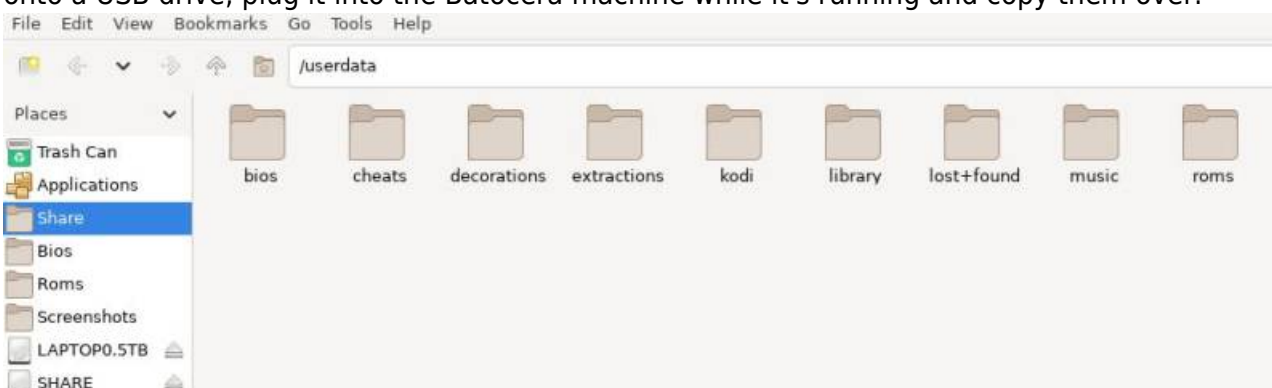 onto a USB drive, plug it into the Batocera machine while it's running and copy them over.
File Edit View Bookmarks Go Tools Help
/userdata
Places
Trash Can
Applications
Share
Bios
Roms
Screenshots
LAPTOP0.5TB
SHARE
bios cheats decorations extractions kodi library lost+found music roms